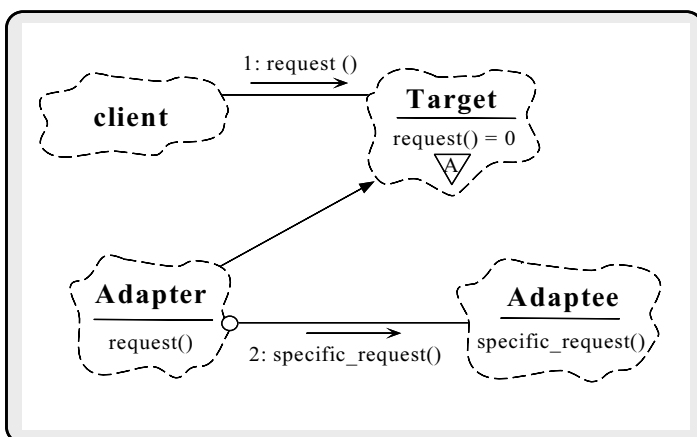 1: request ()
client
Target
request() = 0
A
Adapter
request()
Adaptee
specific_request()
2: specific_request()